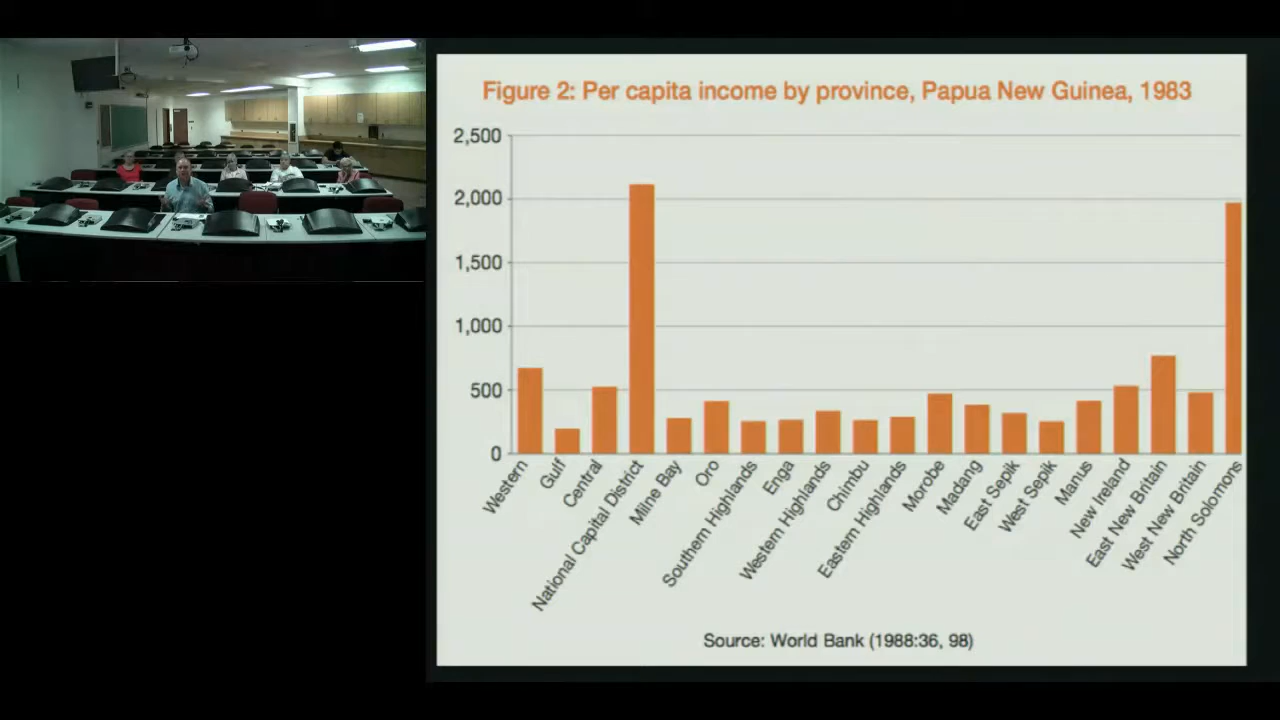 Figure 2: Per capita income by province, Papua New Guinea, 1983
2,500
2,000
1,500
1,000
500
0
Western
Gulf
Central
National Capital District
Milne Bay
Oro
Southern Highlands
Enga
Western Highlands
Chimbu
Eastern Highlands
Morobe
Madang
East Sepik
West Sepik
Manus
New Ireland
East New Britain
West New Britain
North Solomons
Source: World Bank (1988:36, 98)